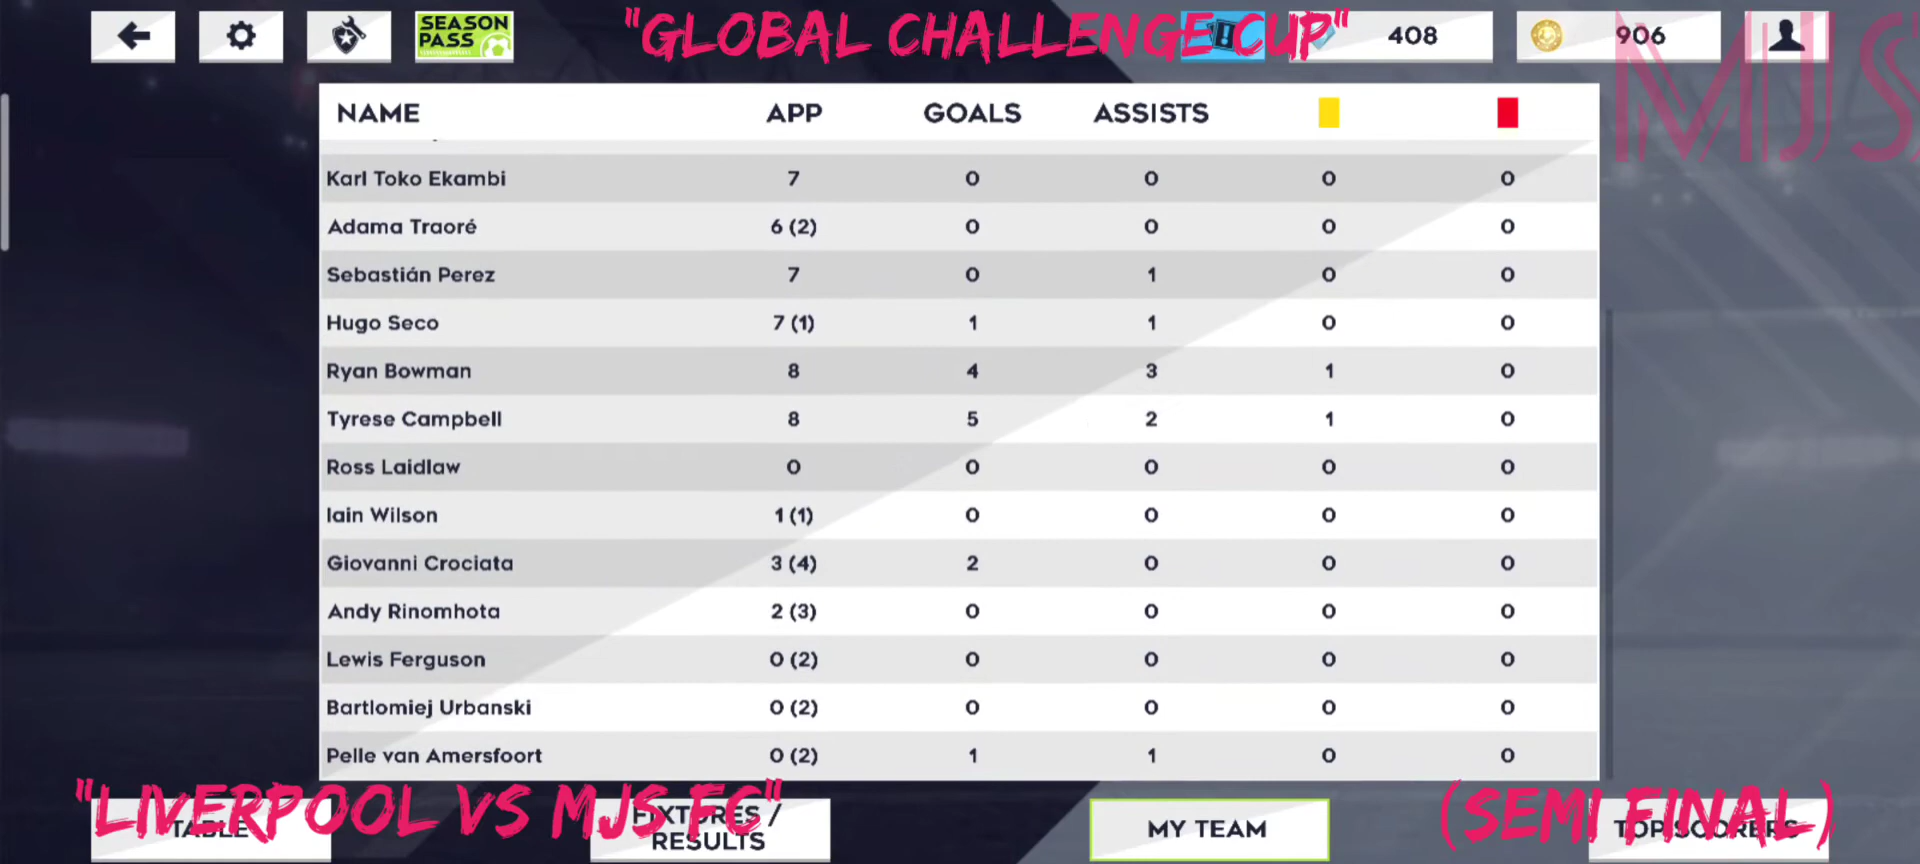 SEASON
PASS
"GLOBAL CHALLENGE CUP"
408
906
MJS
NAME APP GOALS ASSISTS
Karl Toko Ekambi 7 0 0 0 0
Adama Traoré 6 (2) 0 0 0 0
Sebastián Perez 7 0 1 0 0
Hugo Seco 7 (1) 1 1 0 0
Ryan Bowman 8 4 3 1 0
Tyrese Campbell 8 5 2 1 0
Ross Laidlaw 0 0 0 0 0
Iain Wilson 1 (1) 0 0 0 0
Giovanni Crociata 3 (4) 2 0 0 0
Andy Rinomhota 2 (3) 0 0 0 0
Lewis Ferguson 0 (2) 0 0 0 0
Bartlomiej Urbanski 0 (2) 0 0 0 0
Pelle van Amersfoort 0 (2) 1 1 0 0
"LIVERPOOL VS MJS FC"
(SEMI FINAL)
TABLE
FIXTURES /
RESULTS
MY TEAM
TOP SCORERS